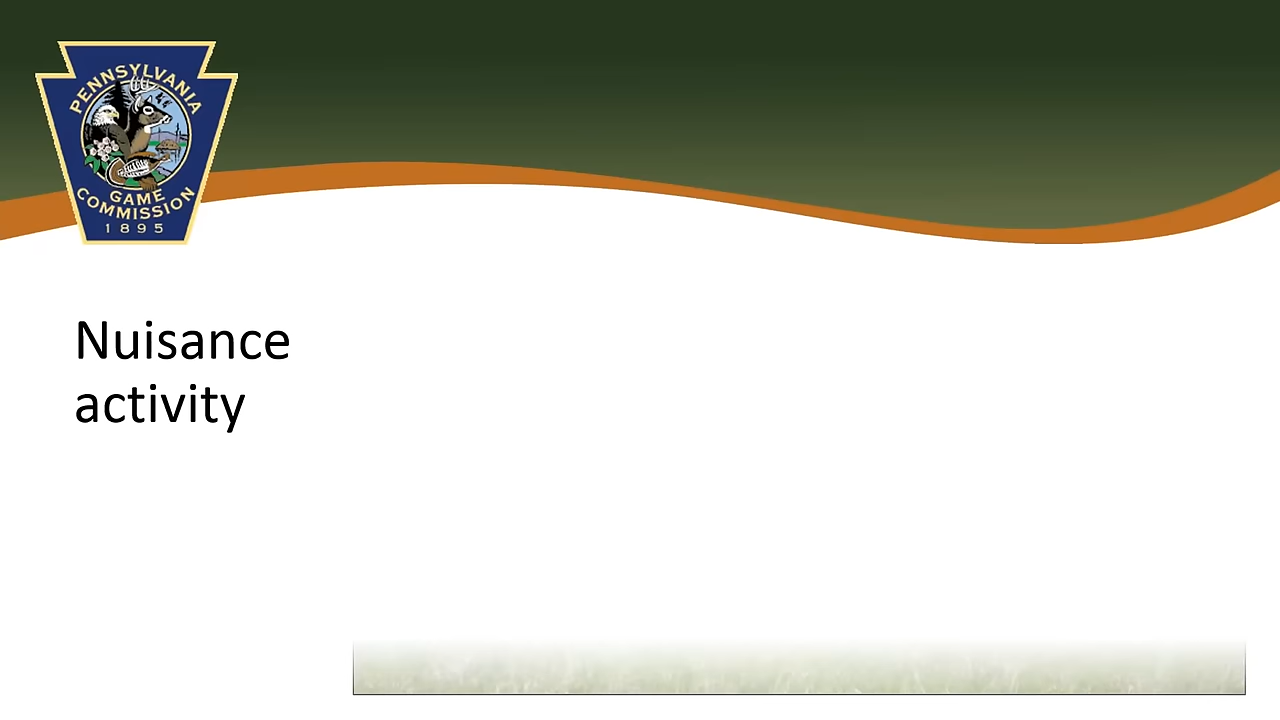 PENNSYLVANIA
GAME
COMMISSION
1895
Nuisance
activity